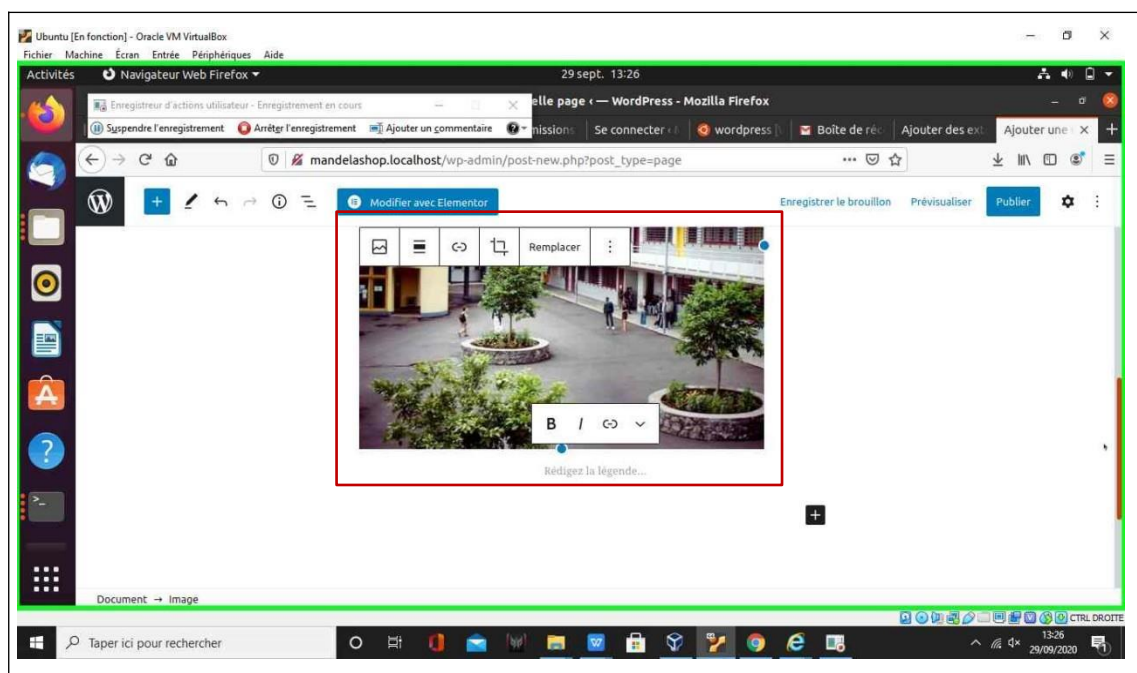 Ubuntu [En fonction] - Oracle VM VirtualBox
Fichier Machine Écran Entrée Périphériques Aide
Activités Navigateur Web Firefox 29 sept. 13:26
Enregistreur d'actions utilisateur - Enregistrement en cours
elle page ‹ — WordPress - Mozilla Firefox
Suspendre l'enregistrement Arrêter l'enregistrement Ajouter un commentaire
missions Se connecter ‹ wordpress Boîte de réc Ajouter des ext Ajouter une
mandelashop.localhost/wp-admin/post-new.php?post_type=page
Modifier avec Elementor Enregistrer le brouillon Prévisualiser Publier
Remplacer
B I
Rédigez la légende...
Document → Image
CTRL DROITE
Taper ici pour rechercher
13:26
29/09/2020